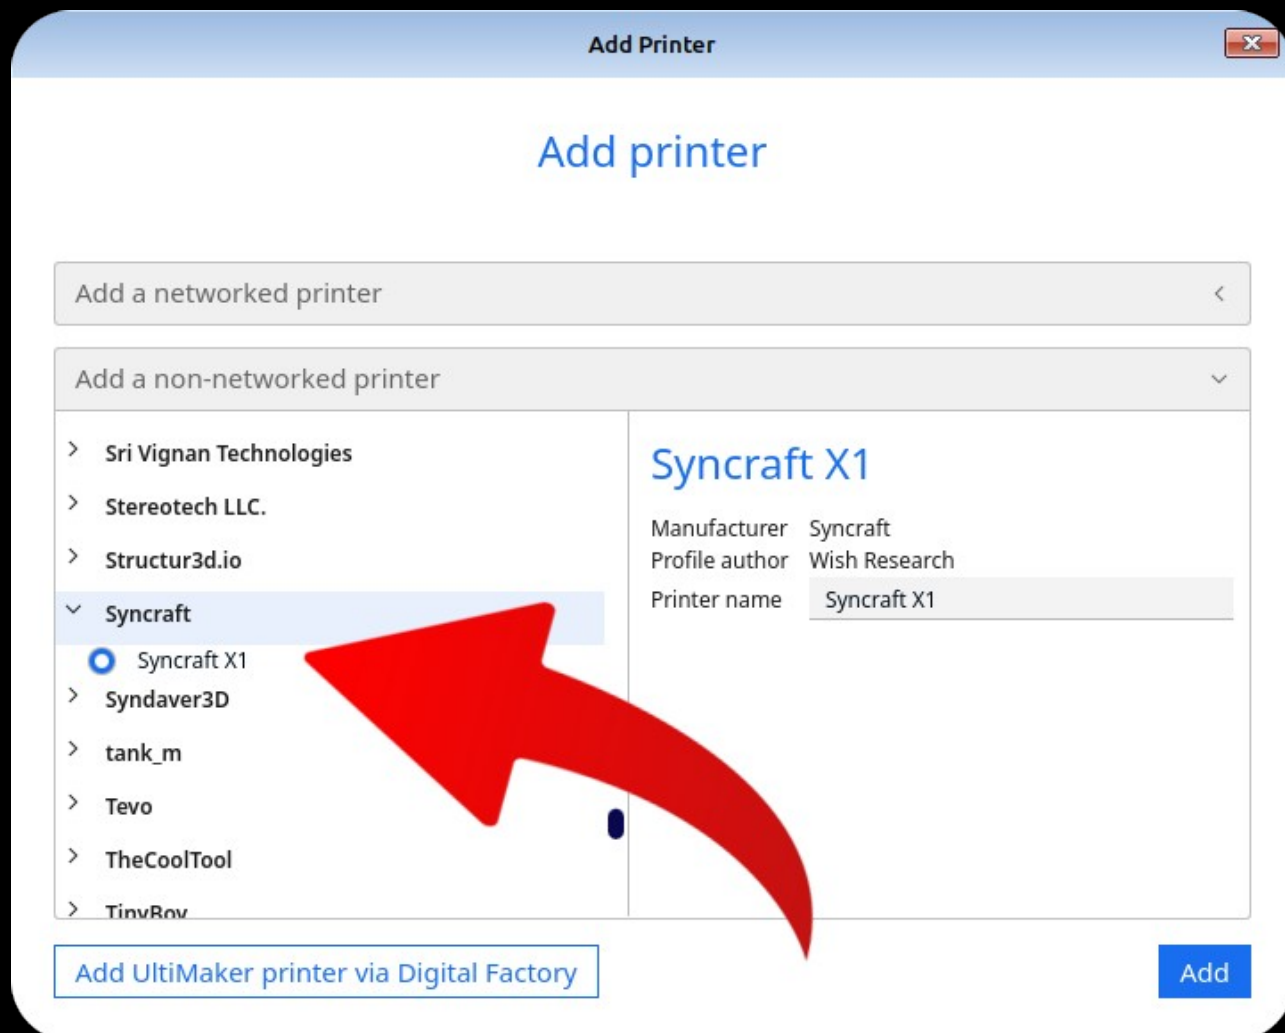 Add Printer
Add printer
Add a networked printer
Add a non-networked printer
Sri Vignan Technologies
Stereotech LLC.
Structur3d.io
Syncraft
Syncraft X1
Syndaver3D
tank_m
Tevo
TheCoolTool
TinyBoy
Syncraft X1
Manufacturer Syncraft
Profile author Wish Research
Printer name Syncraft X1
Add UltiMaker printer via Digital Factory
Add